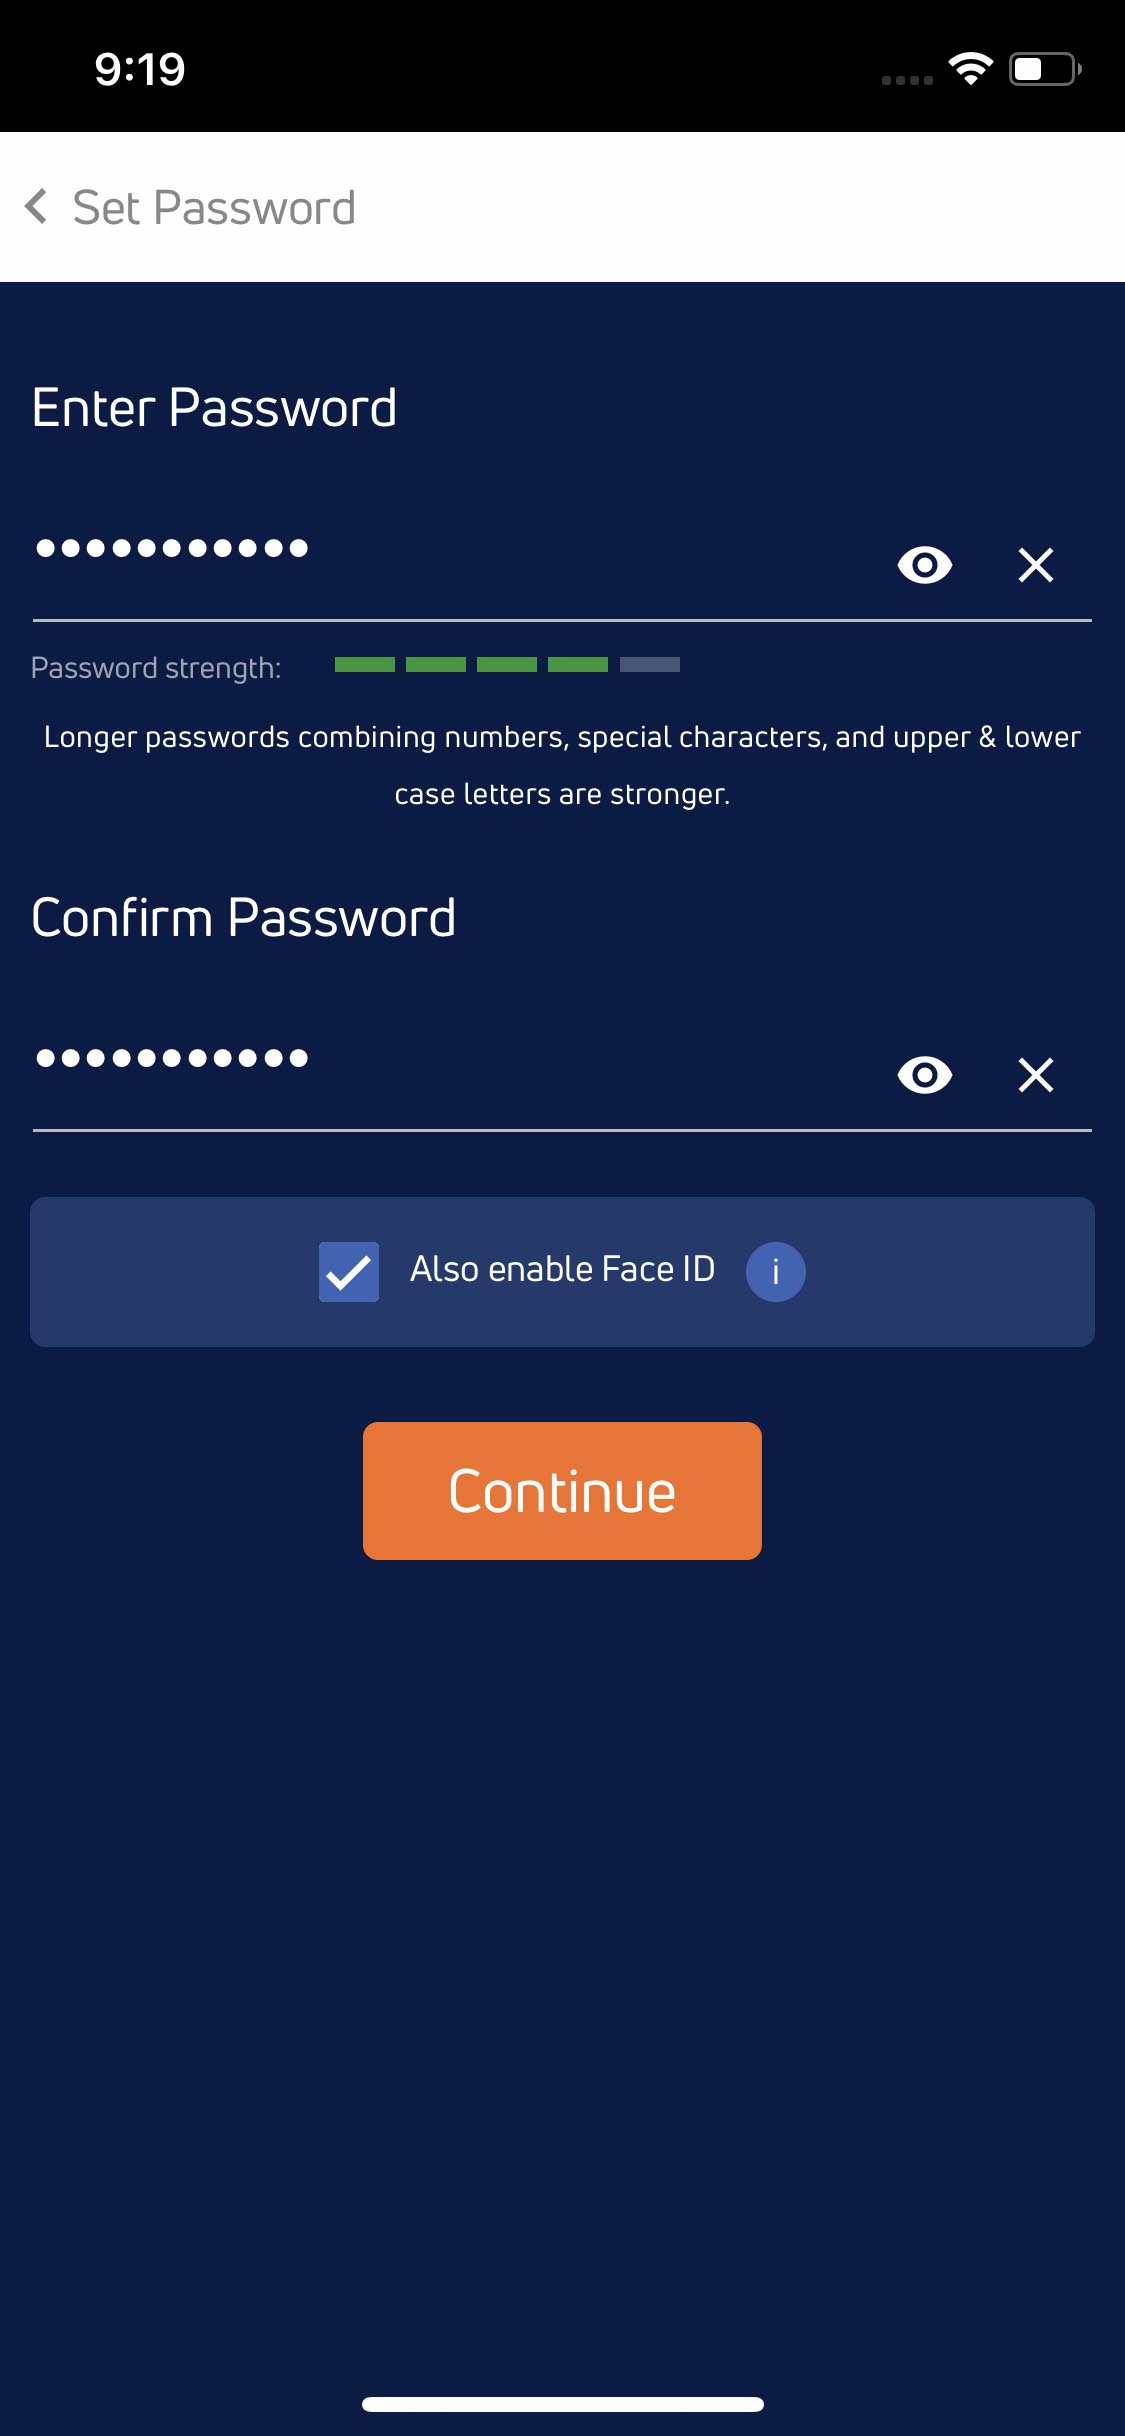 9:19
Set Password
Enter Password
•••••••••••
Password strength:
Longer passwords combining numbers, special characters, and upper & lower
case letters are stronger.
Confirm Password
•••••••••••
Also enable Face ID i
Continue